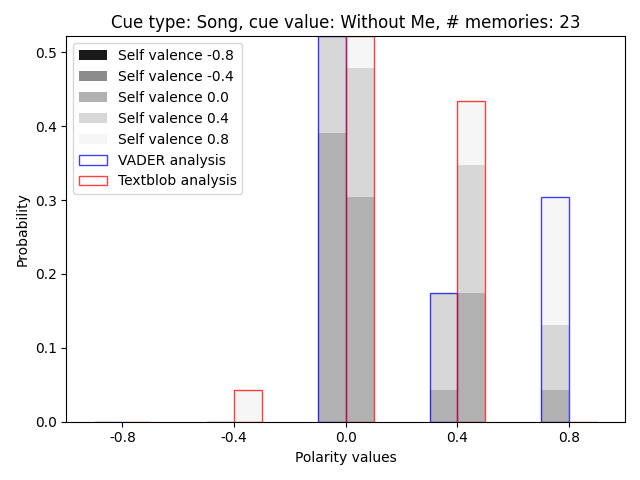 Cue type: Song, cue value: Without Me, # memories: 23
Self valence -0.8
Self valence -0.4
Self valence 0.0
Self valence 0.4
Self valence 0.8
VADER analysis
Textblob analysis
Probability
0.5
0.4
0.3
0.2
0.1
0.0
-0.8 -0.4 0.0 0.4 0.8
Polarity values